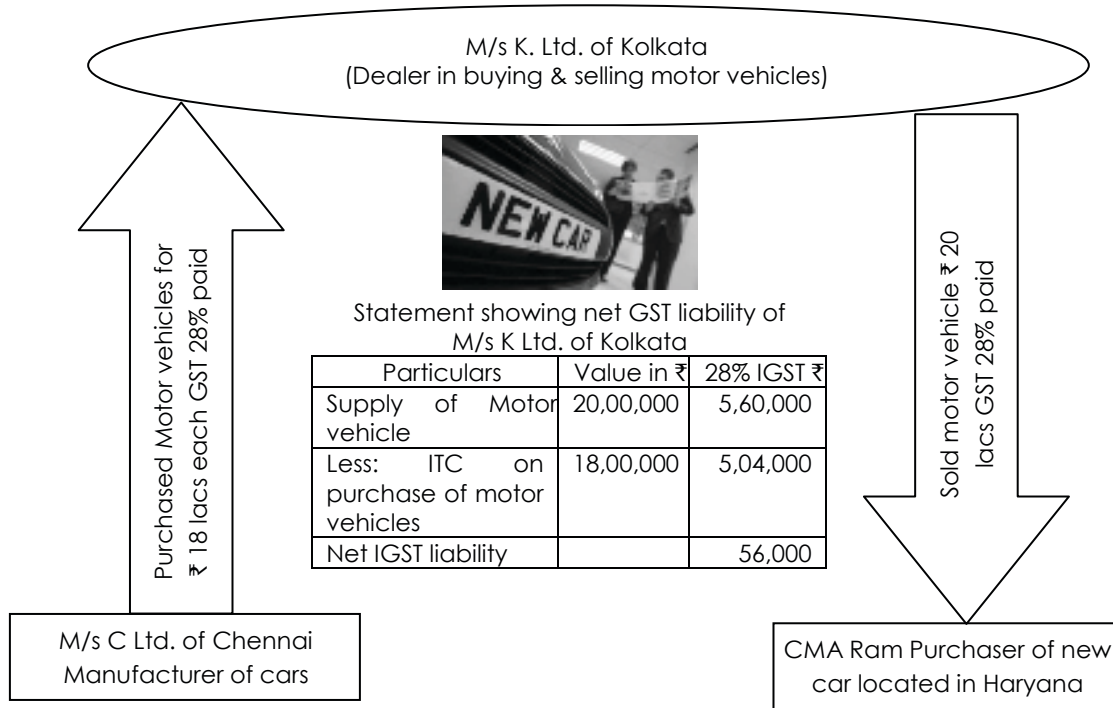 M/s K. Ltd. of Kolkata
(Dealer in buying & selling motor vehicles)
NEW CAR
Purchased Motor vehicles for
₹ 18 lacs each GST 28% paid
Statement showing net GST liability of
M/s K Ltd. of Kolkata
Particulars Value in ₹ 28% IGST ₹
Supply of Motor 20,00,000 5,60,000
vehicle
Less: ITC on 18,00,000 5,04,000
purchase of motor
vehicles
Net IGST liability 56,000
Sold motor vehicle ₹ 20
lacs GST 28% paid
M/s C Ltd. of Chennai
Manufacturer of cars
CMA Ram Purchaser of new
car located in Haryana